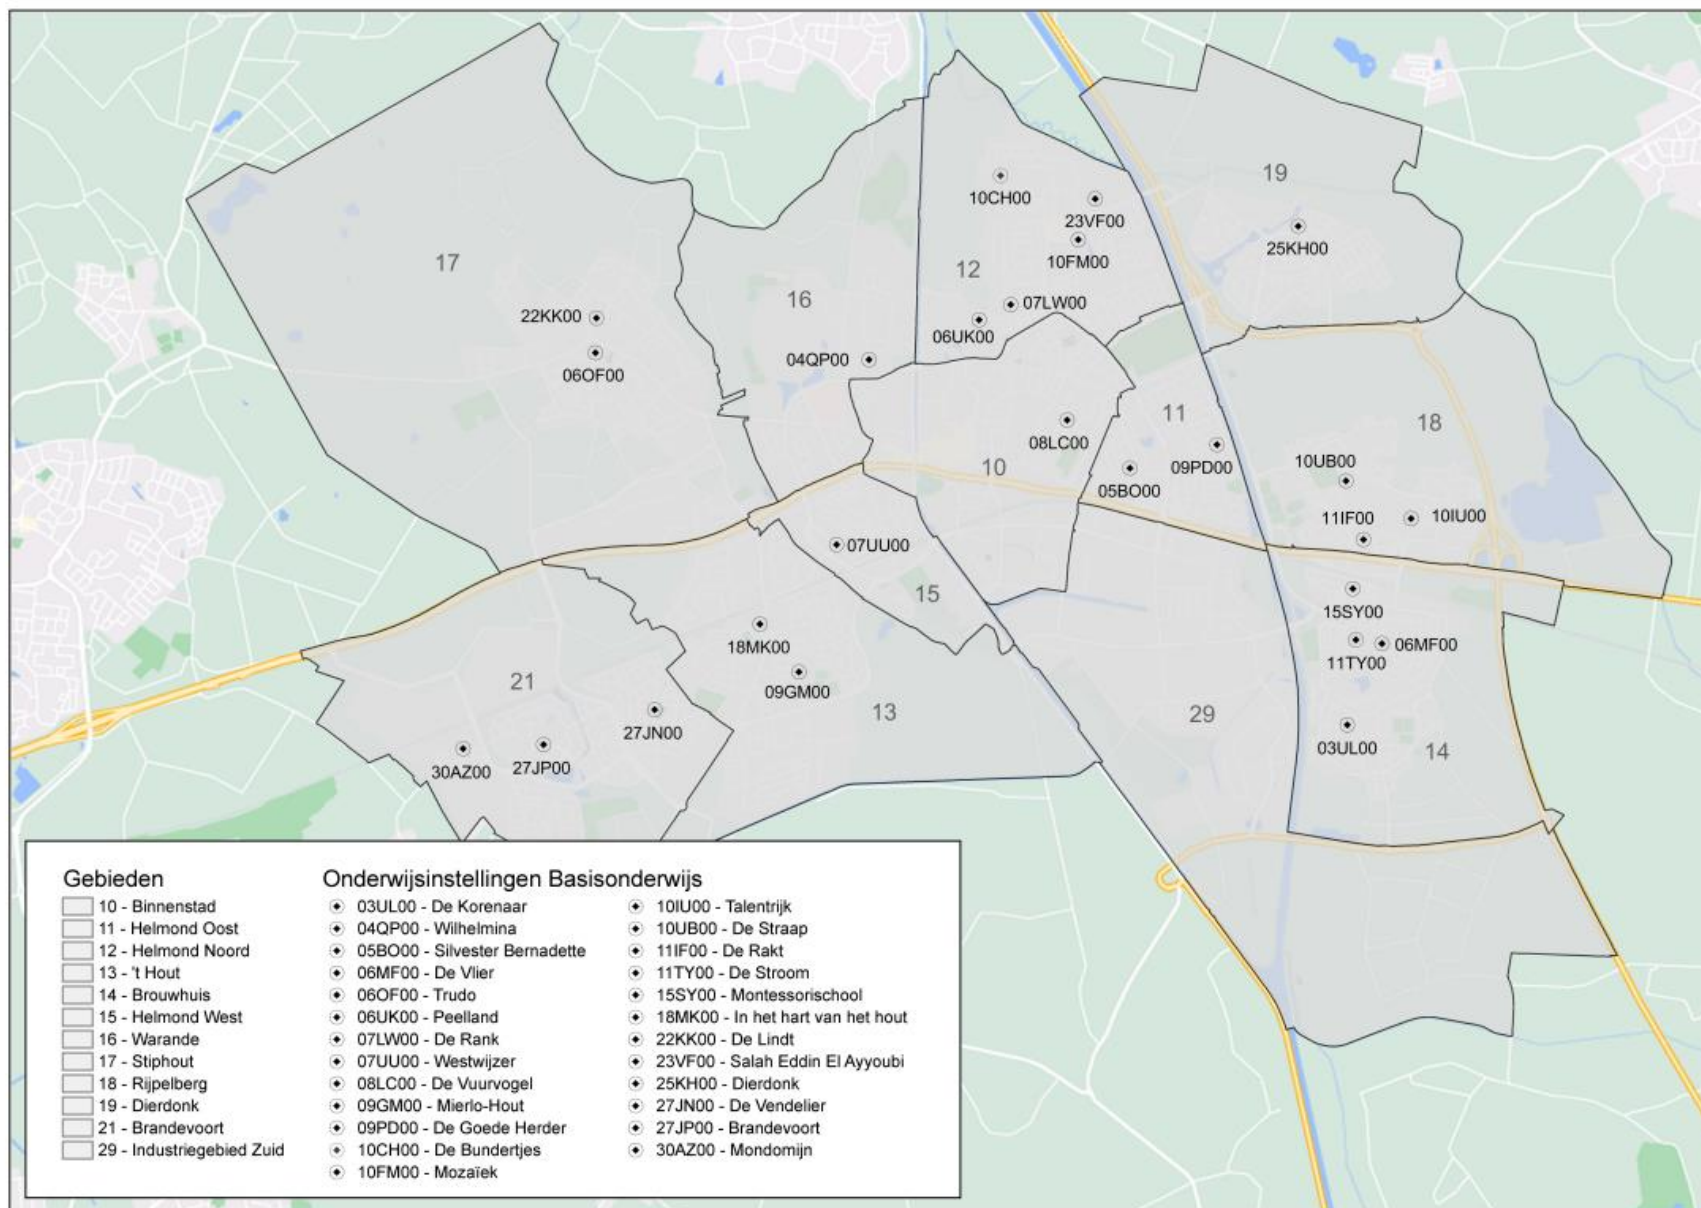 19
10CH00
23VF00
25KH00
10FM00
17
12
16
07LW00
22KK00
06UK00
04QP00
06OF00
11
18
08LC00
10
09PD00
10UB00
05BO00
11IF00
10IU00
07UU00
15
15SY00
18MK00
11TY00
06MF00
21
09GM00
13
29
27JN00
03UL00
14
30AZ00
27JP00
Gebieden
10 - Binnenstad
11 - Helmond Oost
12 - Helmond Noord
13 - 't Hout
14 - Brouwhuis
15 - Helmond West
16 - Warande
17 - Stiphout
18 - Rijpelberg
19 - Dierdonk
21 - Brandevoort
29 - Industriegebied Zuid
Onderwijsinstellingen Basisonderwijs
03UL00 - De Korenaar
04QP00 - Wilhelmina
05BO00 - Silvester Bernadette
06MF00 - De Vlier
06OF00 - Trudo
06UK00 - Peelland
07LW00 - De Rank
07UU00 - Westwijzer
08LC00 - De Vuurvogel
09GM00 - Mierlo-Hout
09PD00 - De Goede Herder
10CH00 - De Bundertjes
10FM00 - Mozaïek
10IU00 - Talentrijk
10UB00 - De Straap
11IF00 - De Rakt
11TY00 - De Stroom
15SY00 - Montessorischool
18MK00 - In het hart van het hout
22KK00 - De Lindt
23VF00 - Salah Eddin El Ayyoubi
25KH00 - Dierdonk
27JN00 - De Vendelier
27JP00 - Brandevoort
30AZ00 - Mondomijn